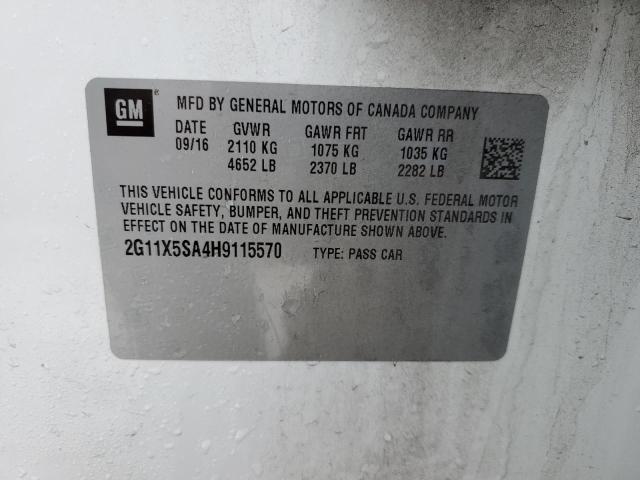 GM
MFD BY GENERAL MOTORS OF CANADA COMPANY
DATE GVWR GAWR FRT GAWR RR
09/16 2110 KG 1075 KG 1035 KG
4652 LB 2370 LB 2282 LB
THIS VEHICLE CONFORMS TO ALL APPLICABLE U.S. FEDERAL MOTOR
VEHICLE SAFETY, BUMPER, AND THEFT PREVENTION STANDARDS IN
EFFECT ON THE DATE OF MANUFACTURE SHOWN ABOVE.
2G11X5SA4H9115570 TYPE: PASS CAR